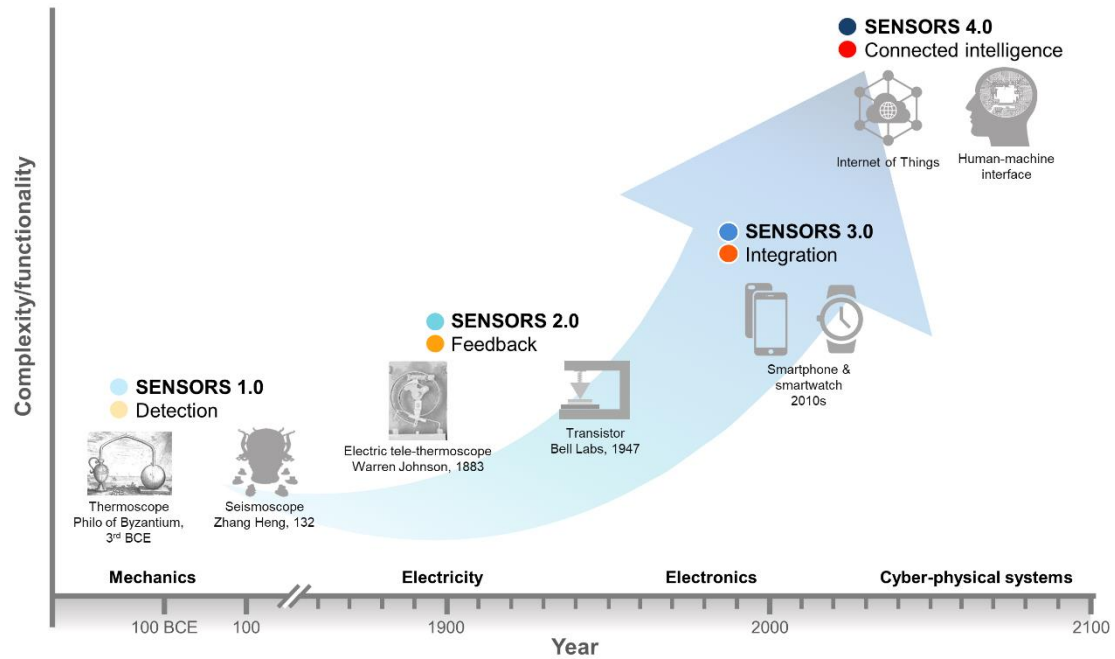 SENSORS 4.0
Connected intelligence
Internet of Things
Human-machine
interface
SENSORS 3.0
Integration
Smartphone &
smartwatch
2010s
SENSORS 2.0
Feedback
Electric tele-thermoscope
Warren Johnson, 1883
Transistor
Bell Labs, 1947
SENSORS 1.0
Detection
Thermoscope
Philo of Byzantium,
3rd BCE
Seismoscope
Zhang Heng, 132
Complexity/functionality
Mechanics
Electricity
Electronics
Cyber-physical systems
100 BCE
100
1900
2000
2100
Year